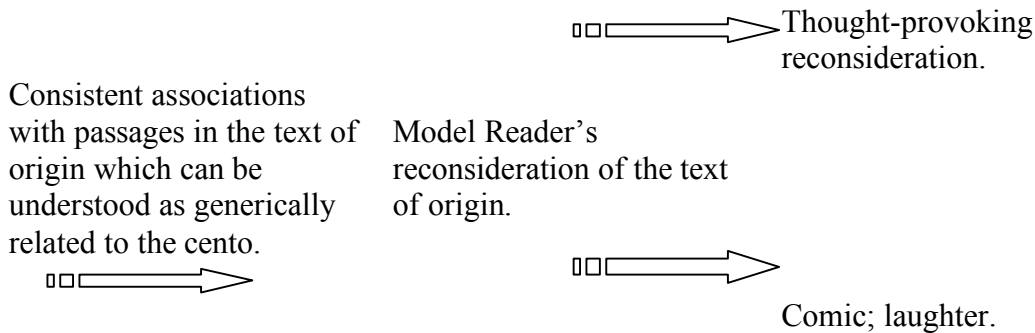 Thought-provoking
reconsideration.
Consistent associations
with passages in the text of
origin which can be
understood as generically
related to the cento.
Model Reader’s
reconsideration of the text
of origin.
Comic; laughter.